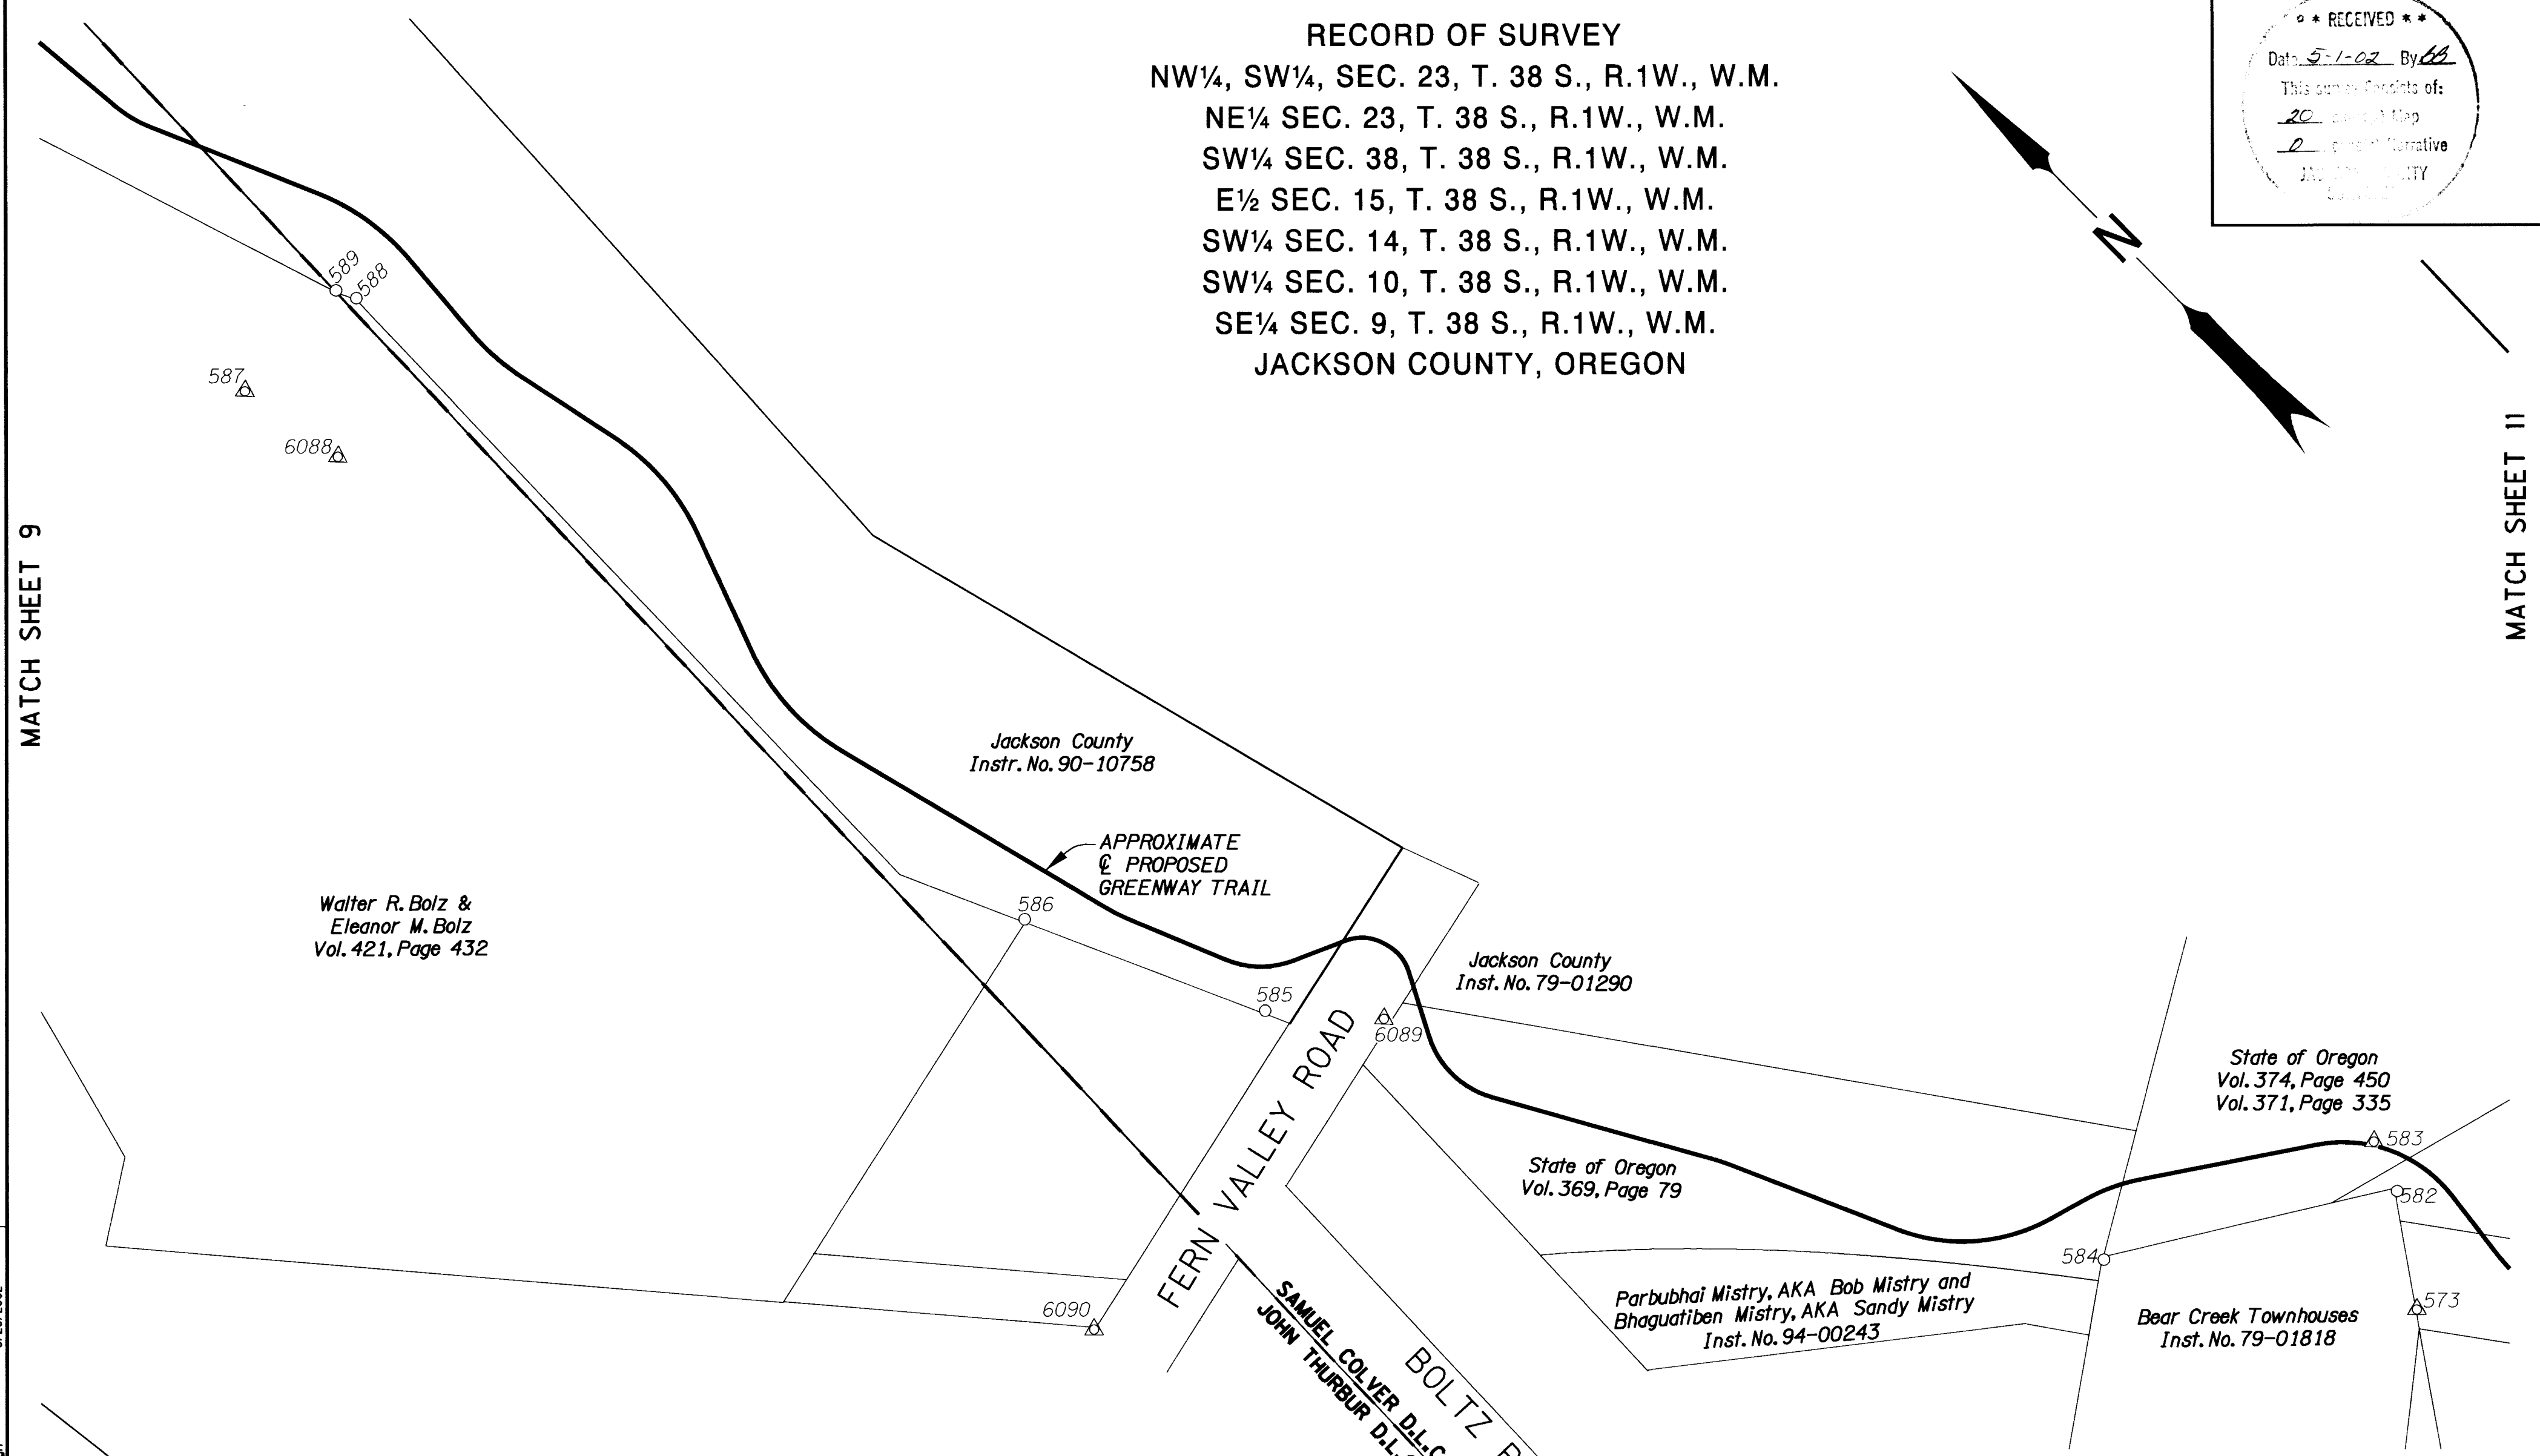 RECORD OF SURVEY
NW¼, SW¼, SEC. 23, T. 38 S., R.1W., W.M.
NE¼ SEC. 23, T. 38 S., R.1W., W.M.
SW¼ SEC. 38, T. 38 S., R.1W., W.M.
E½ SEC. 15, T. 38 S., R.1W., W.M.
SW¼ SEC. 14, T. 38 S., R.1W., W.M.
SW¼ SEC. 10, T. 38 S., R.1W., W.M.
SE¼ SEC. 9, T. 38 S., R.1W., W.M.
JACKSON COUNTY, OREGON
* * RECEIVED * *
Date 5-1-02 By
This Consists of:
20 Map
0 Narrative
N
MATCH SHEET 9
MATCH SHEET 11
589
588
587
6088
Jackson County
Instr. No. 90-10758
APPROXIMATE
℄ PROPOSED
GREENWAY TRAIL
Walter R. Bolz &
Eleanor M. Bolz
Vol. 421, Page 432
586
585
Jackson County
Inst. No. 79-01290
6089
FERN VALLEY ROAD
State of Oregon
Vol. 374, Page 450
Vol. 371, Page 335
583
582
State of Oregon
Vol. 369, Page 79
584
Parbubhai Mistry, AKA Bob Mistry and
Bhaguatiben Mistry, AKA Sandy Mistry
Inst. No. 94-00243
Bear Creek Townhouses
Inst. No. 79-01818
573
6090
SAMUEL COLVER D.L.C.
JOHN THURBUR D.L.
BOLTZ